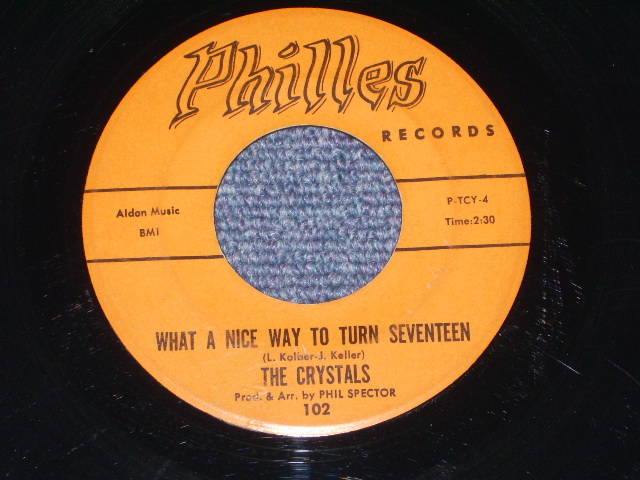 Philles
RECORDS
Aldon Music
BMI
P-TCY-4
Time:2:30
WHAT A NICE WAY TO TURN SEVENTEEN
(L. Kolber-J. Keller)
THE CRYSTALS
Prod. & Arr. by PHIL SPECTOR
102